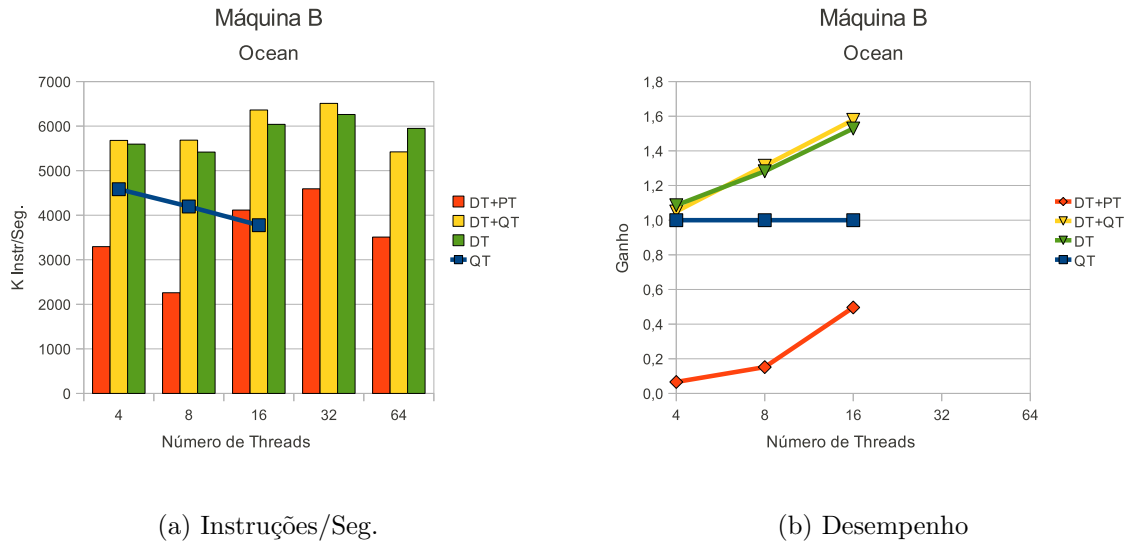 Máquina B
Ocean
7000
6000
5000
4000
3000
2000
1000
0
K Instr/Seg.
4 8 16 32 64
Número de Threads
DT+PT
DT+QT
DT
QT
(a) Instruções/Seg.
Máquina B
Ocean
1,8
1,6
1,4
1,2
1,0
0,8
0,6
0,4
0,2
0,0
Ganho
4 8 16 32 64
Número de Threads
DT+PT
DT+QT
DT
QT
(b) Desempenho